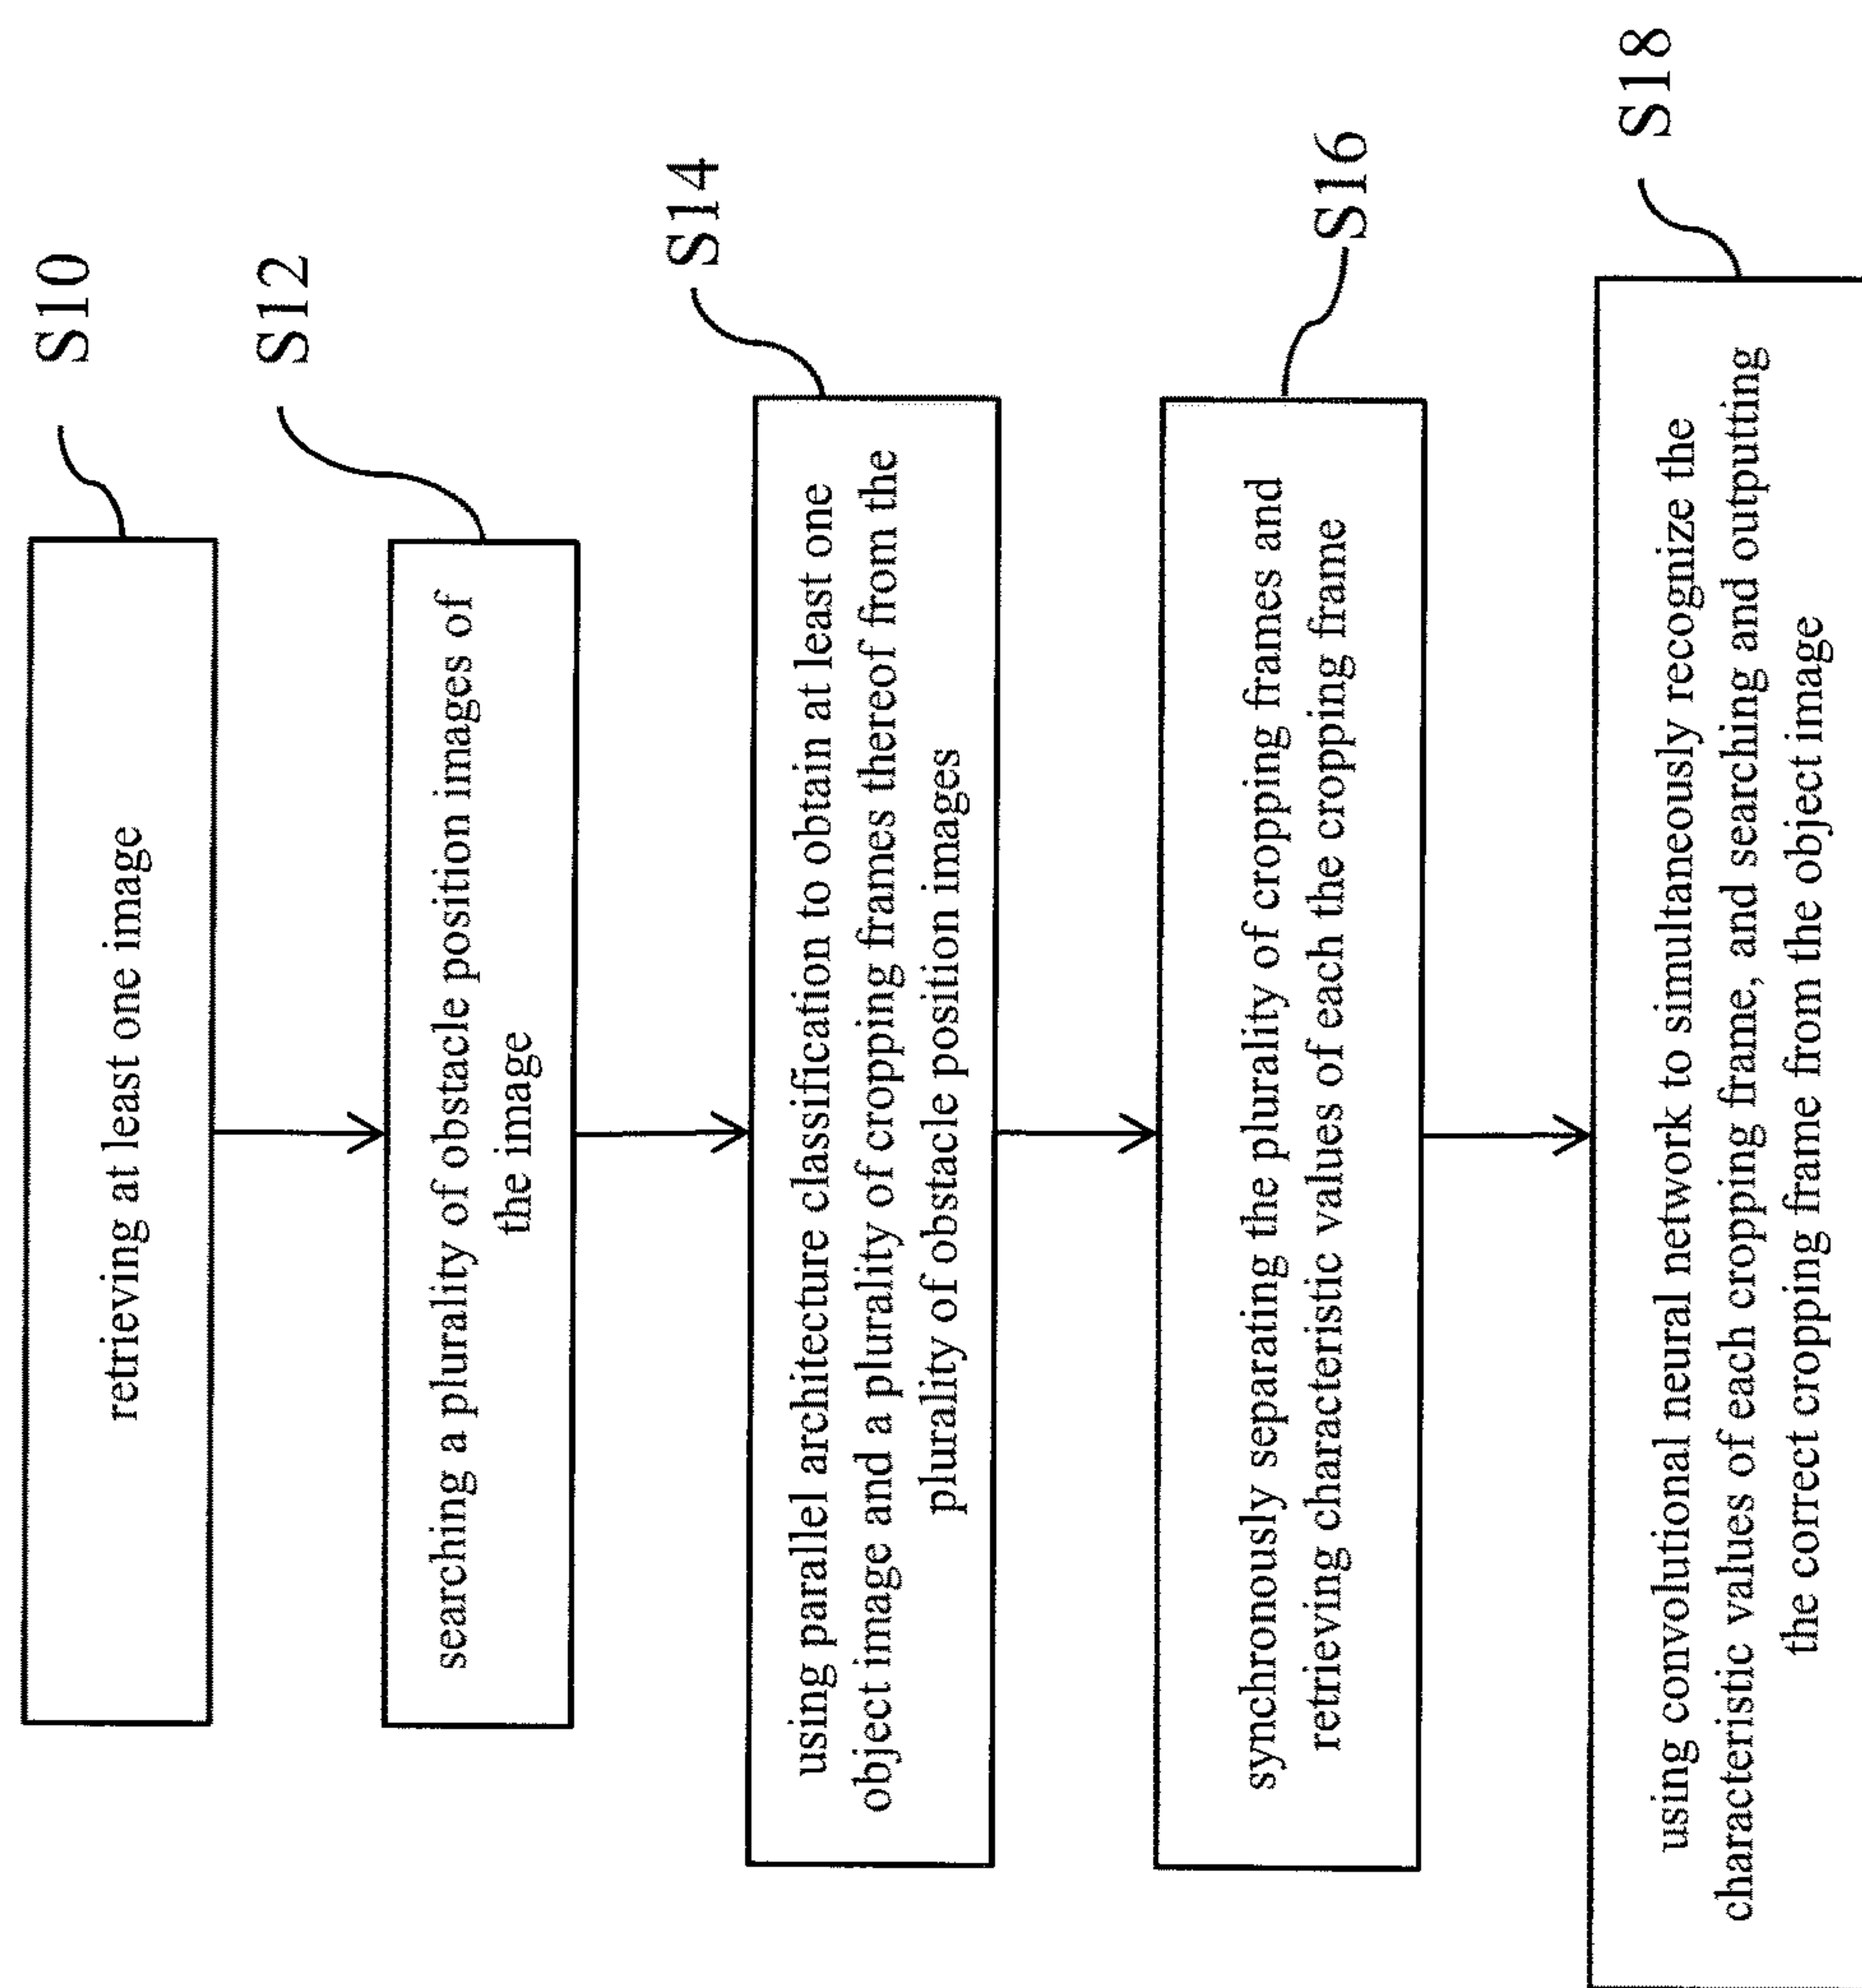 S10
retrieving at least one image
S12
searching a plurality of obstacle position images of
the image
S14
using parallel architecture classification to obtain at least one
object image and a plurality of cropping frames thereof from the
plurality of obstacle position images
S16
synchronously separating the plurality of cropping frames and
retrieving characteristic values of each the cropping frame
S18
using convolutional neural network to simultaneously recognize the
characteristic values of each cropping frame, and searching and outputing
the correct cropping frame from the object image